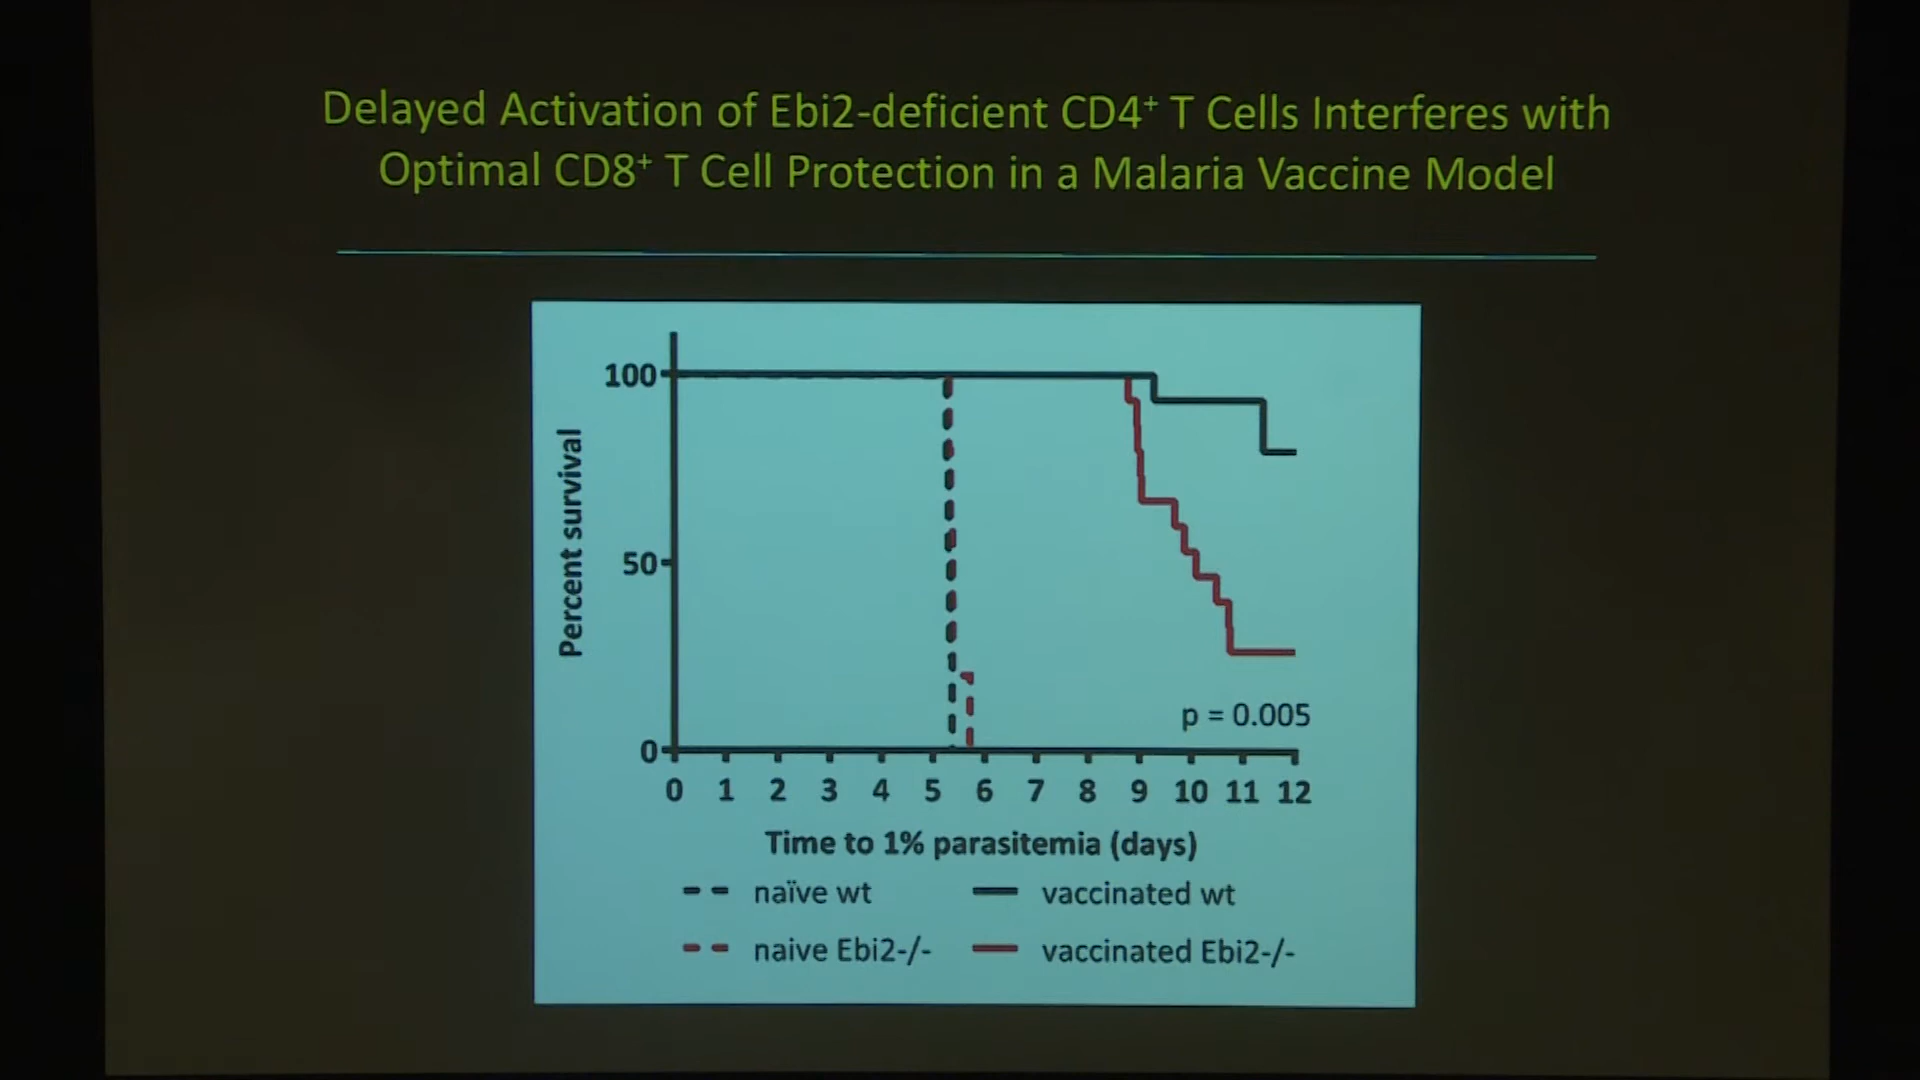 Delayed Activation of Ebi2-deficient CD4⁺ T Cells Interferes with
Optimal CD8⁺ T Cell Protection in a Malaria Vaccine Model
100
50
0
Percent survival
p = 0.005
0 1 2 3 4 5 6 7 8 9 10 11 12
Time to 1% parasitemia (days)
naïve wt
vaccinated wt
naive Ebi2-/-
vaccinated Ebi2-/-